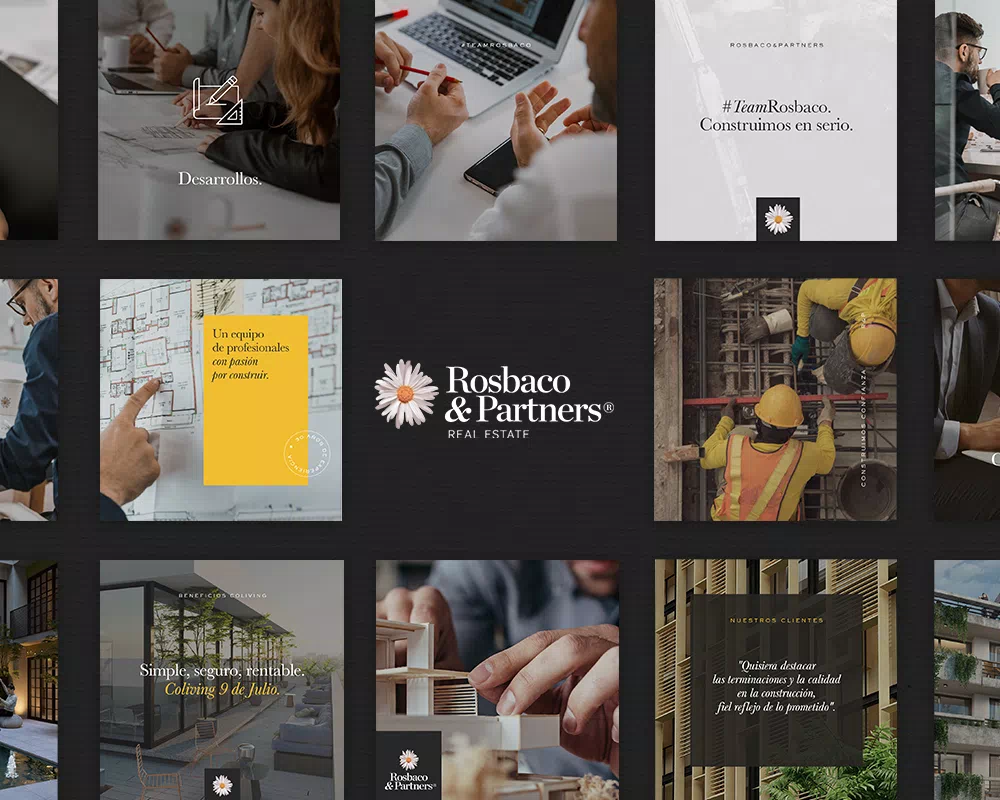 #TEAMROSBACO
ROSBACO&PARTNERS
#TeamRosbaco.
Construimos en serio.
Desarrollos.
Un equipo
de profesionales
con pasión
por construir.
30 AÑOS DE EXPERIENCIA
Rosbaco
& Partners®
REAL ESTATE
CONSTRUIMOS CONFIANZA
BENEFICIOS COLIVING
Simple, seguro, rentable.
Coliving 9 de Julio.
Rosbaco
& Partners®
NUESTROS CLIENTES
"Quisiera destacar
las terminaciones y la calidad
en la construcción,
fiel reflejo de lo prometido".